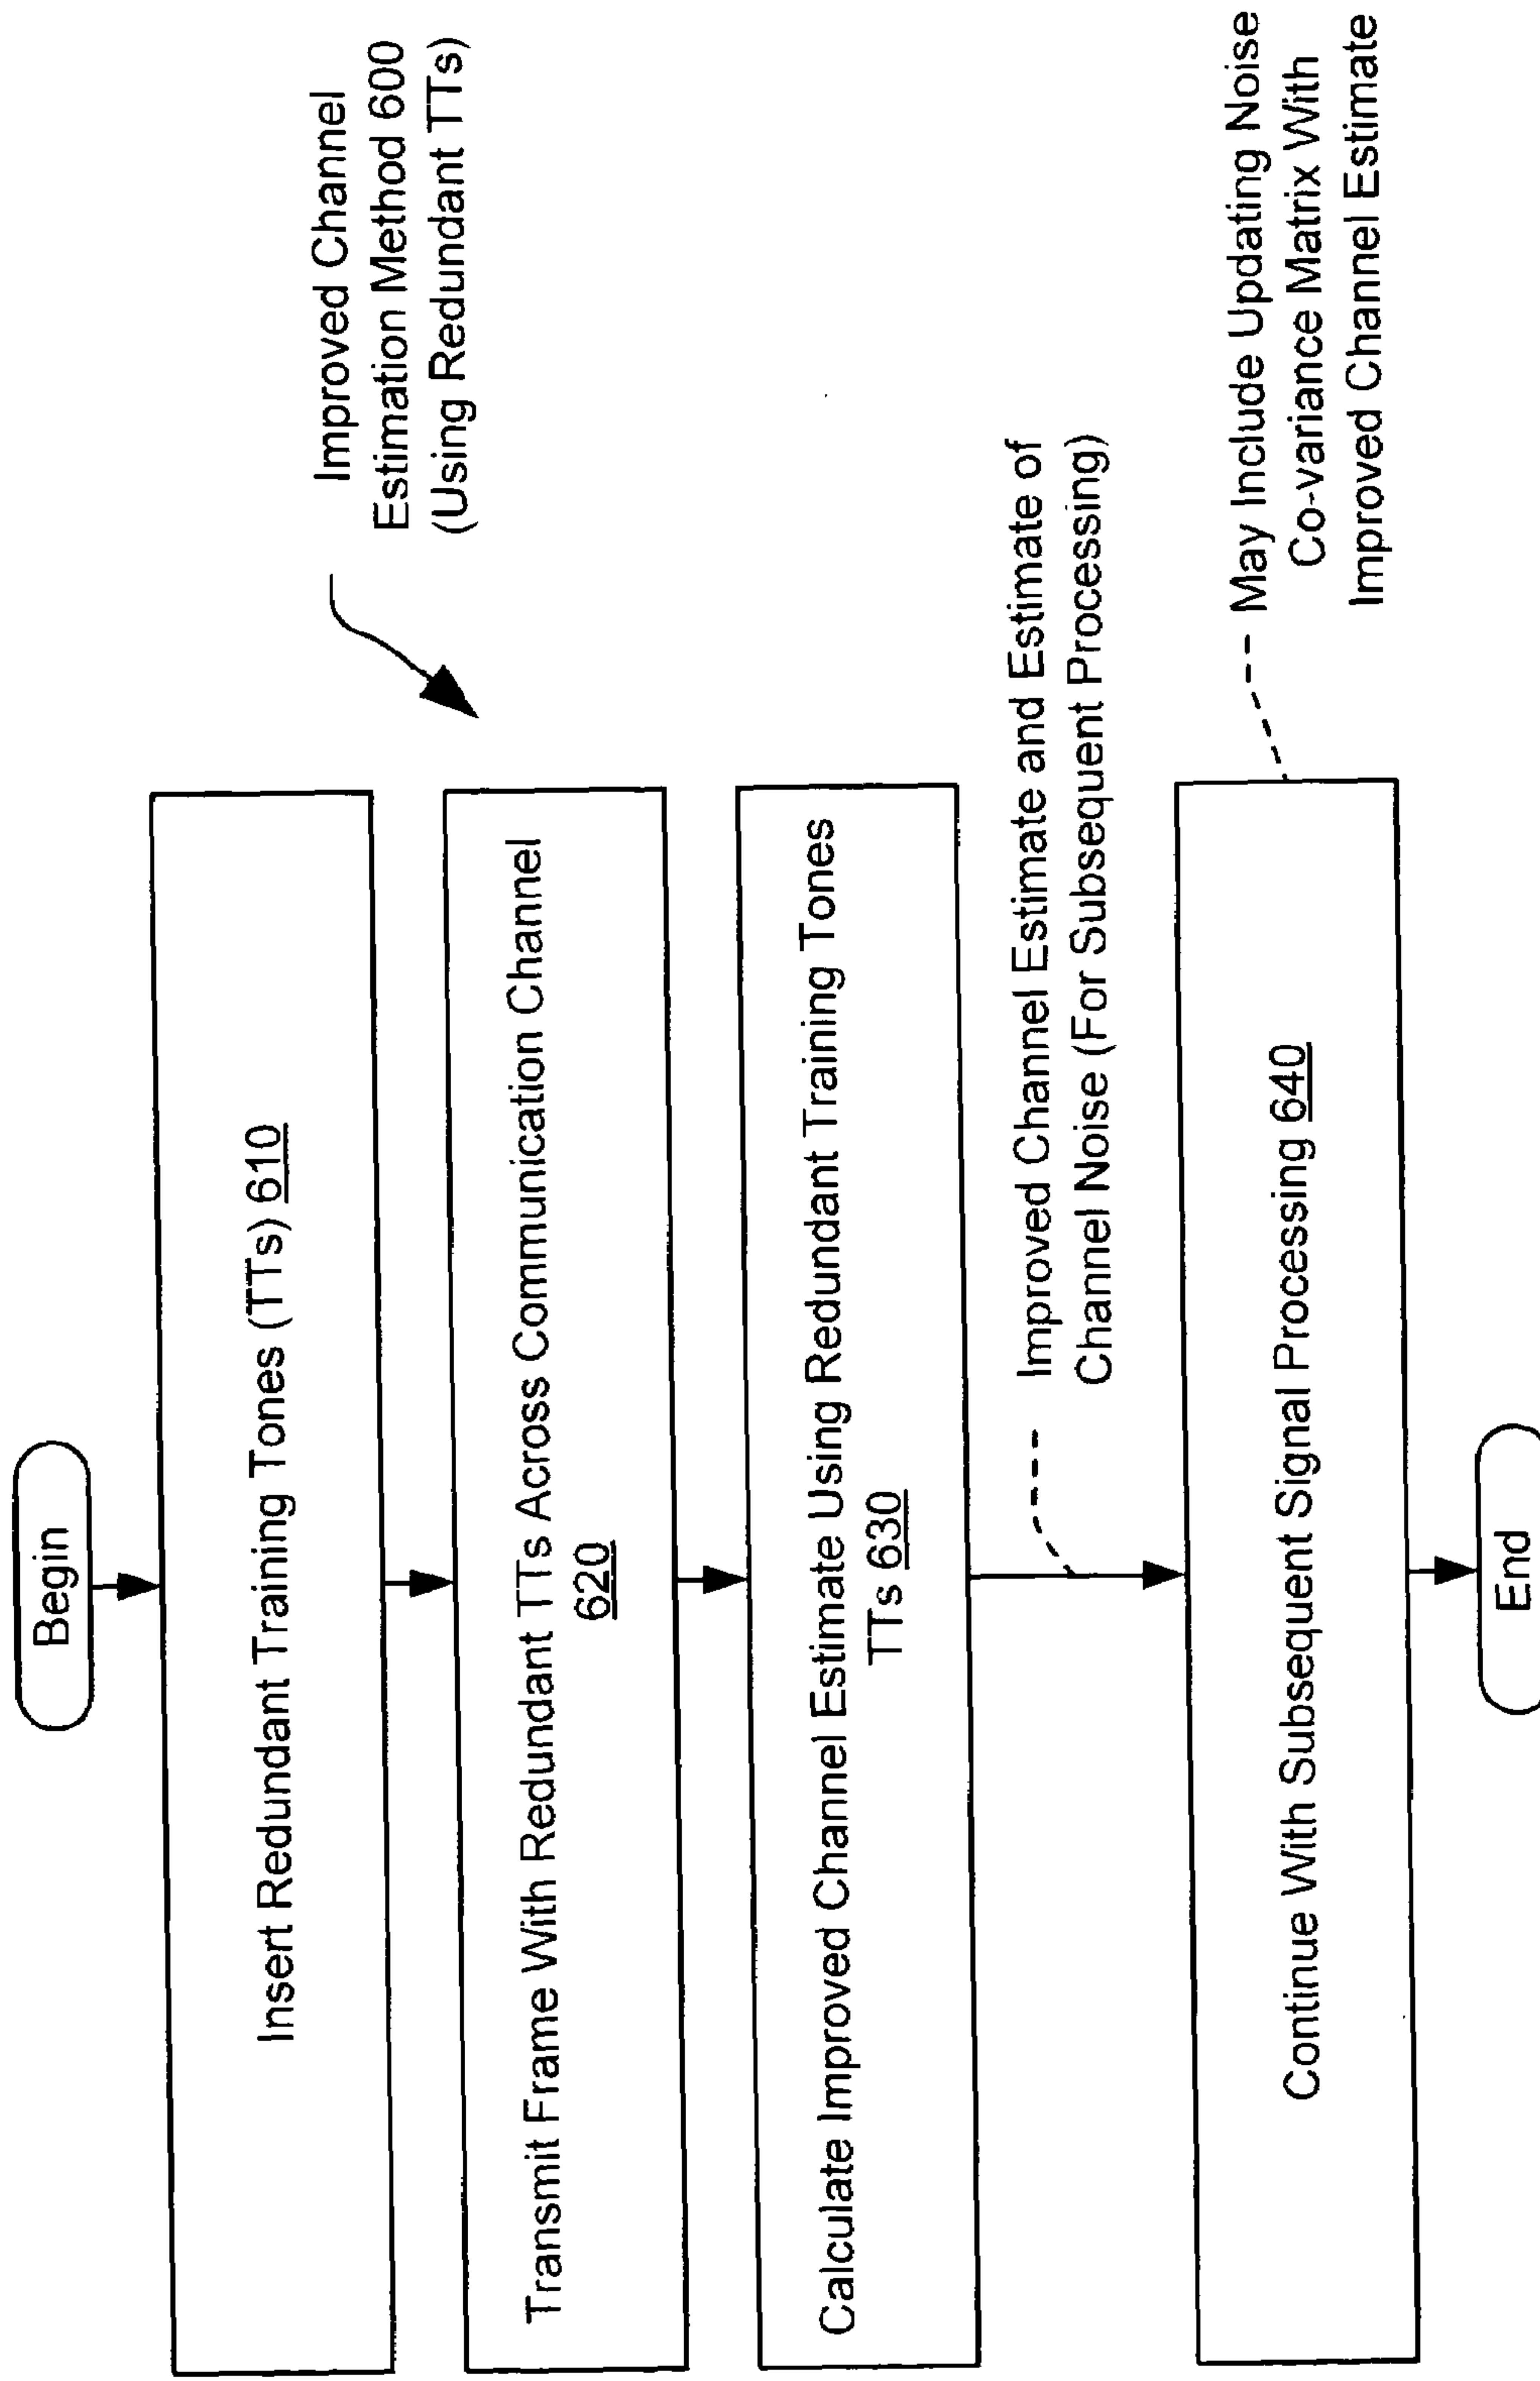 Begin
Improved Channel
Estimation Method 600
(Using Redundant TTs)
Insert Redundant Training Tones (TTs) 610
Transmit Frame With Redundant TTs Across Communication Channel
620
Calculate Improved Channel Estimate Using Redundant Training Tones
TTs 630
Improved Channel Estimate and Estimate of
Channel Noise (For Subsequent Processing)
Continue With Subsequent Signal Processing 640
May Include Updating Noise
Co-variance Matrix With
Improved Channel Estimate
End